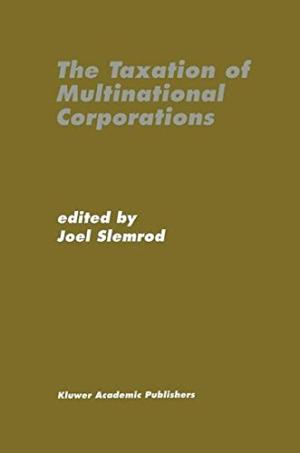 The Taxation of
Multinational
Corporations
edited by
Joel Slemrod
Kluwer Academic Publishers